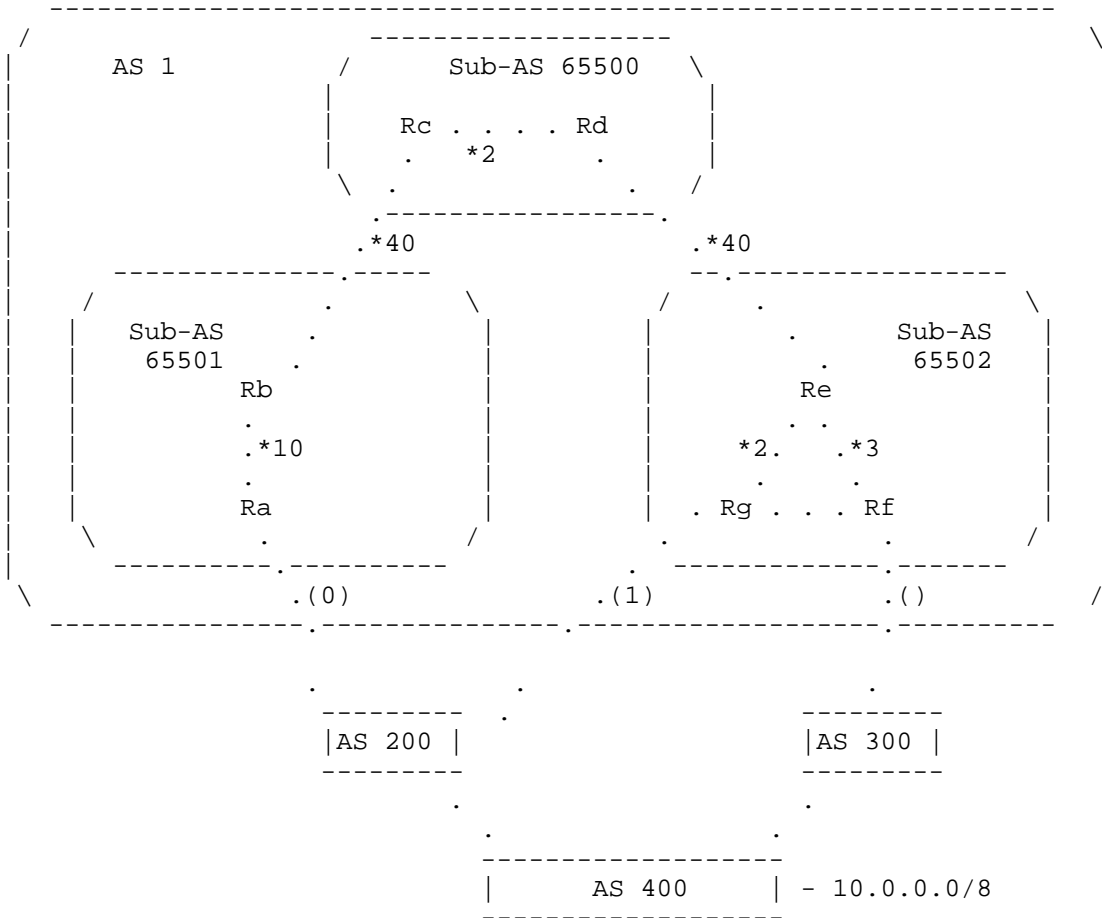 AS 1 Sub-AS 65500
Rc . . . . Rd
*2
*40 *40
Sub-AS Sub-AS
65501 65502
Rb Re
*10 *2 *3
Ra Rg . . . Rf
(0) (1) ()
|AS 200 | |AS 300 |
| AS 400 | - 10.0.0.0/8